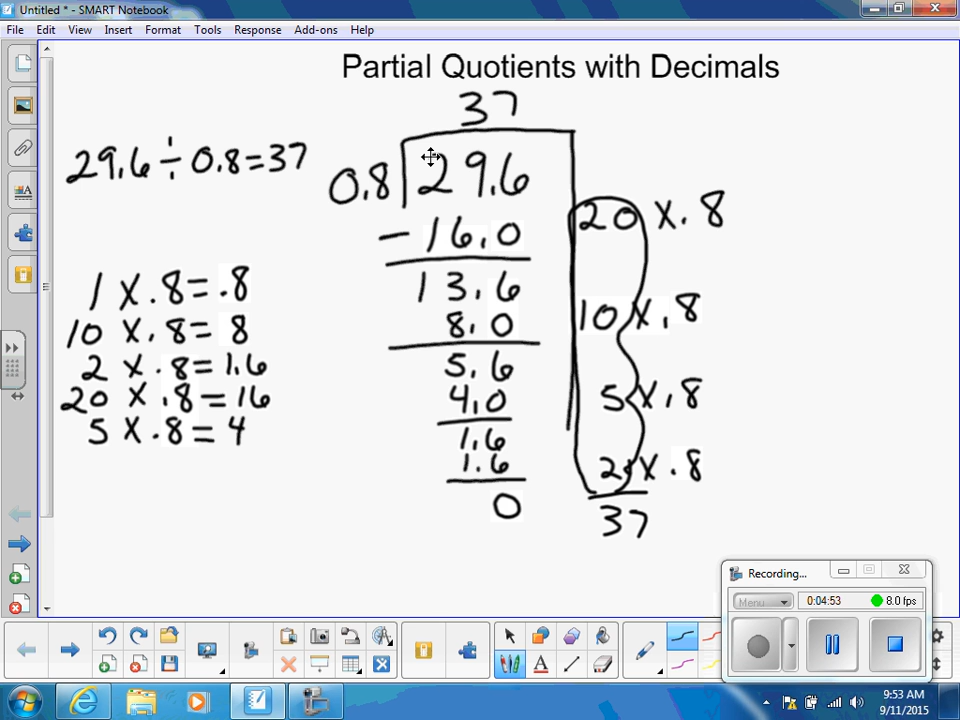 Untitled * - SMART Notebook
File Edit View Insert Format Tools Response Add-ons Help
Partial Quotients with Decimals
29.6 ÷ 0.8 = 37
37
0.8 29.6
- 16.0 20 x .8
13.6
8.0 10 x .8
5.6
4.0 5 x .8
1.6
1.6 2 x .8
0 37
1 x .8 = .8
10 x .8 = 8
2 x .8 = 1.6
20 x .8 = 16
5 x .8 = 4
Recording...
Menu 0:04:53 8.0 fps
A
9:53 AM
9/11/2015